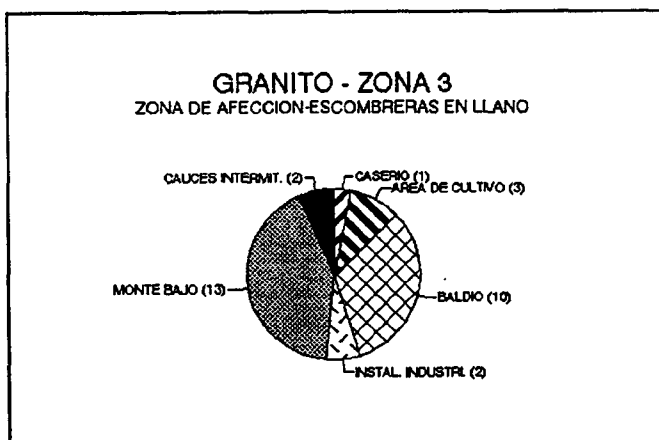 GRANITO - ZONA 3
ZONA DE AFECCION-ESCOMBRERAS EN LLANO
CAUCES INTERMIT. (2)
CASERIO (1)
AREA DE CULTIVO (3)
MONTE BAJO (13)
BALDIO (10)
INSTAL. INDUSTRI. (2)